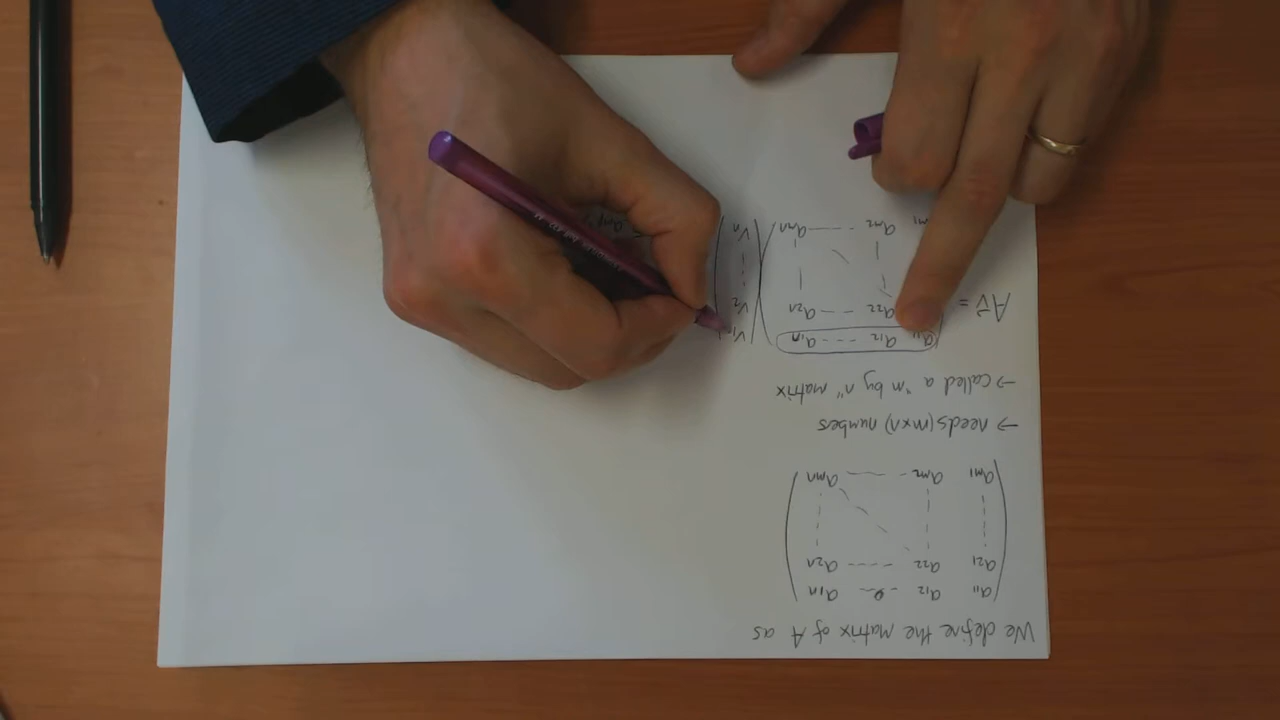 We define the matrix of A as
a11 a12 - - a1n
a21 a22 - - - - a2n
am1 am2 - - - amn
→ needs (m×n) numbers
→ called a "m by n" matrix
a11 a12 - - - a1n v1
Av⃗ = a22 - - - a2n v2
am1 am2 - - - amn vn